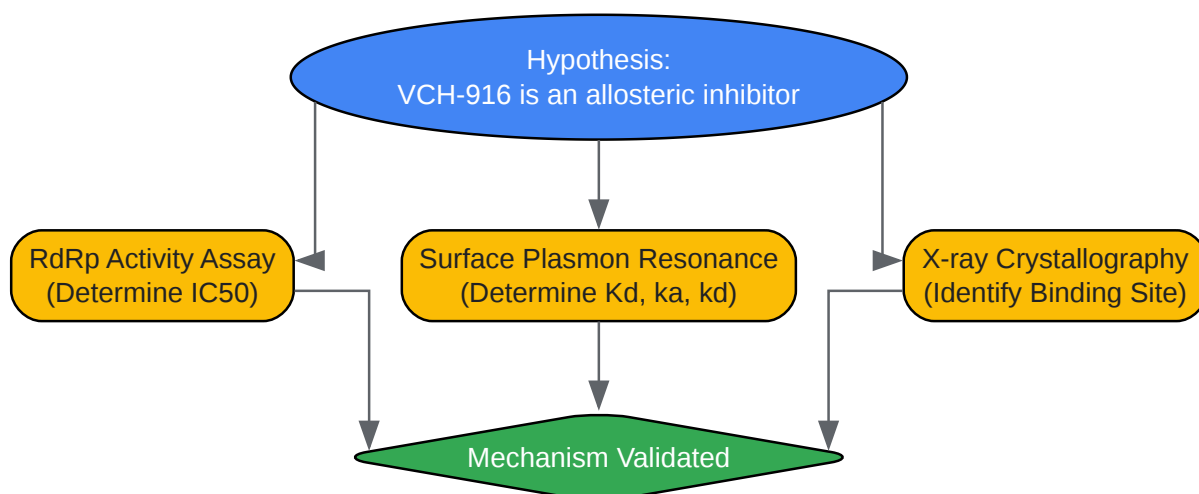 Hypothesis:
VCH-916 is an allosteric inhibitor
RdRp Activity Assay
(Determine IC50)
Surface Plasmon Resonance
(Determine Kd, ka, kd)
X-ray Crystallography
(Identify Binding Site)
Mechanism Validated